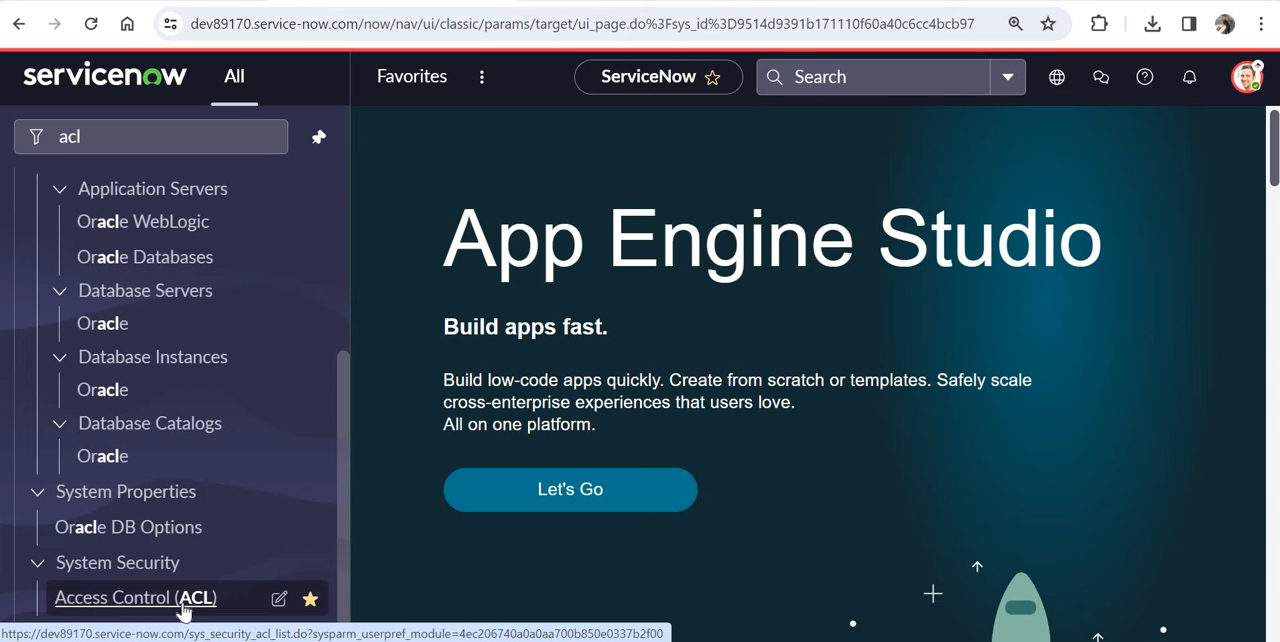 dev89170.service-now.com/now/nav/ui/classic/params/target/ui_page.do%3Fsys_id%3D9514d9391b171110f60a40c6cc4bcb97
servicenow
All
Favorites
ServiceNow
Search
acl
Application Servers
Oracle WebLogic
Oracle Databases
Database Servers
Oracle
Database Instances
Oracle
Database Catalogs
Oracle
System Properties
Oracle DB Options
System Security
Access Control (ACL)
https://dev89170.service-now.com/sys_security_acl_list.do?sysparm_userpref_module=4ec206740a0a0aa700b850e0337b2f00
App Engine Studio
Build apps fast.
Build low-code apps quickly. Create from scratch or templates. Safely scale
cross-enterprise experiences that users love.
All on one platform.
Let's Go